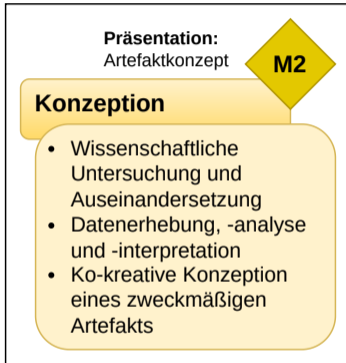 Präsentation:
Artefaktkonzept
M2
Konzeption
• Wissenschaftliche
Untersuchung und
Auseinandersetzung
• Datenerhebung, -analyse
und -interpretation
• Ko-kreative Konzeption
eines zweckmäßigen
Artefakts